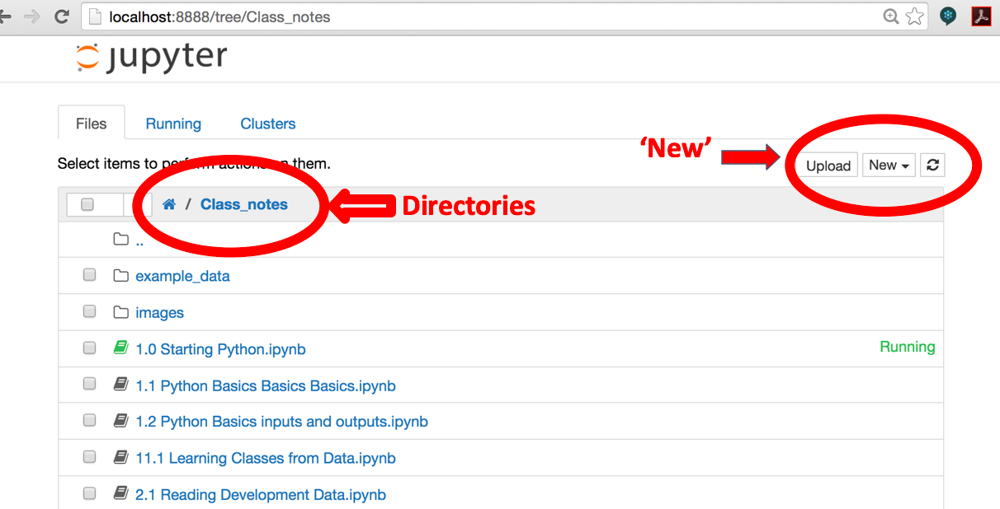 localhost:8888/tree/Class_notes
jupyter
Files Running Clusters
'New'
Select items to perform actions on them.
Upload New
/ Class_notes
Directories
..
example_data
images
1.0 Starting Python.ipynb Running
1.1 Python Basics Basics Basics.ipynb
1.2 Python Basics inputs and outputs.ipynb
11.1 Learning Classes from Data.ipynb
2.1 Reading Development Data.ipynb